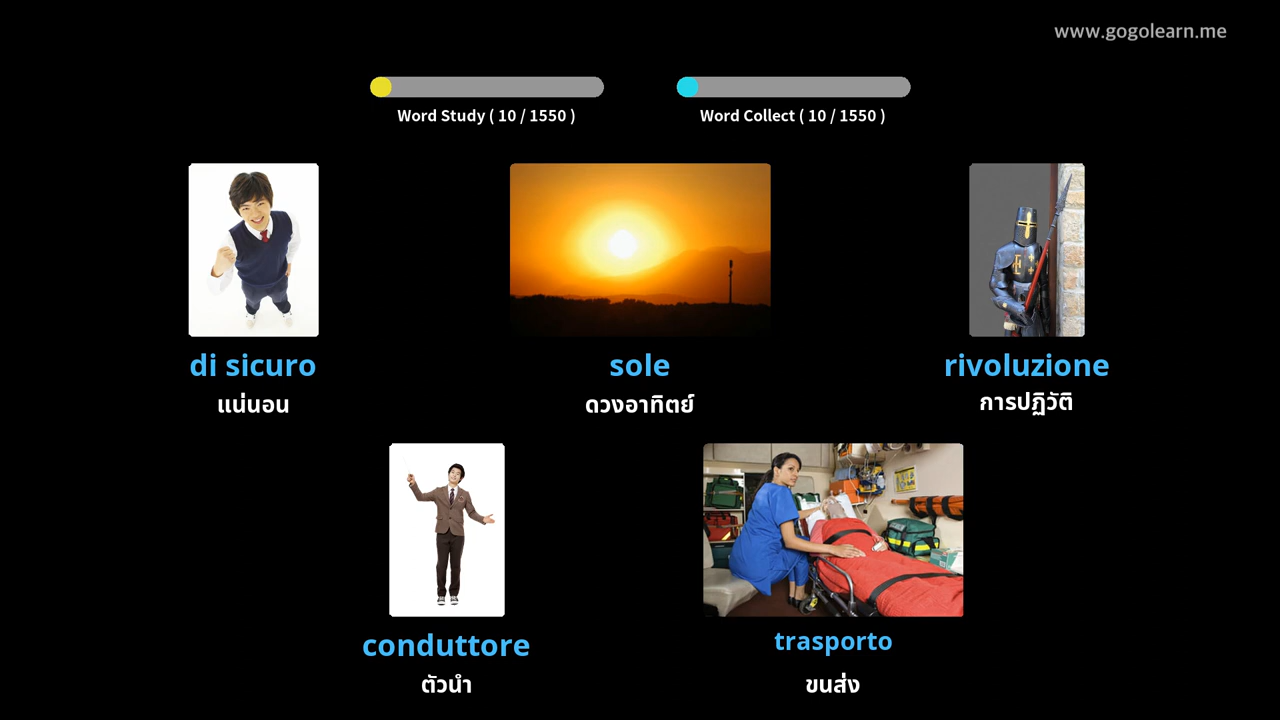 www.gogolearn.me
Word Study ( 10 / 1550 )
Word Collect ( 10 / 1550 )
di sicuro
แน่นอน
sole
ดวงอาทิตย์
rivoluzione
การปฏิวัติ
conduttore
ตัวนำ
trasporto
ขนส่ง